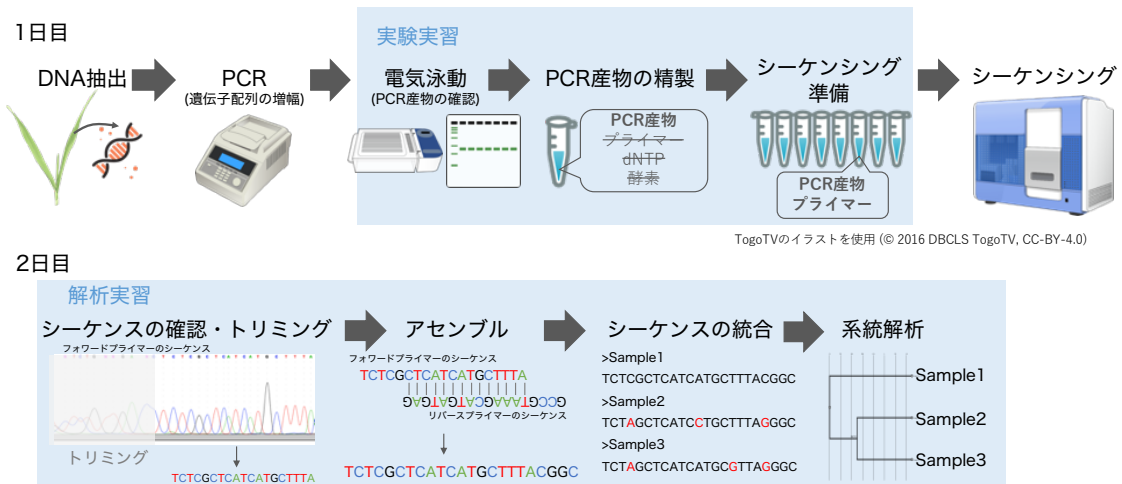 1日目
実験実習
DNA抽出
PCR
(遺伝子配列の増幅)
電気泳動
(PCR産物の確認)
PCR産物の精製
PCR産物
プライマー
dNTP
酵素
シーケンシング
準備
PCR産物
プライマー
シーケンシング
TogoTVのイラストを使用 (© 2016 DBCLS TogoTV, CC-BY-4.0)
2日目
解析実習
シーケンスの確認・トリミング
フォワードプライマーのシーケンス
トリミング
TCTCGCTCATCATGCTTTA
アセンブル
フォワードプライマーのシーケンス
TCTCGCTCATCATGCTTTA
GCCGTAAAGCATGATGAG
リバースプライマーのシーケンス
TCTCGCTCATCATGCTTTACGGC
シーケンスの統合
>Sample1
TCTCGCTCATCATGCTTTACGGC
>Sample2
TCTAGCTCATCCTGCTTTAGGGC
>Sample3
TCTAGCTCATCATGCGTTAGGGC
系統解析
Sample1
Sample2
Sample3